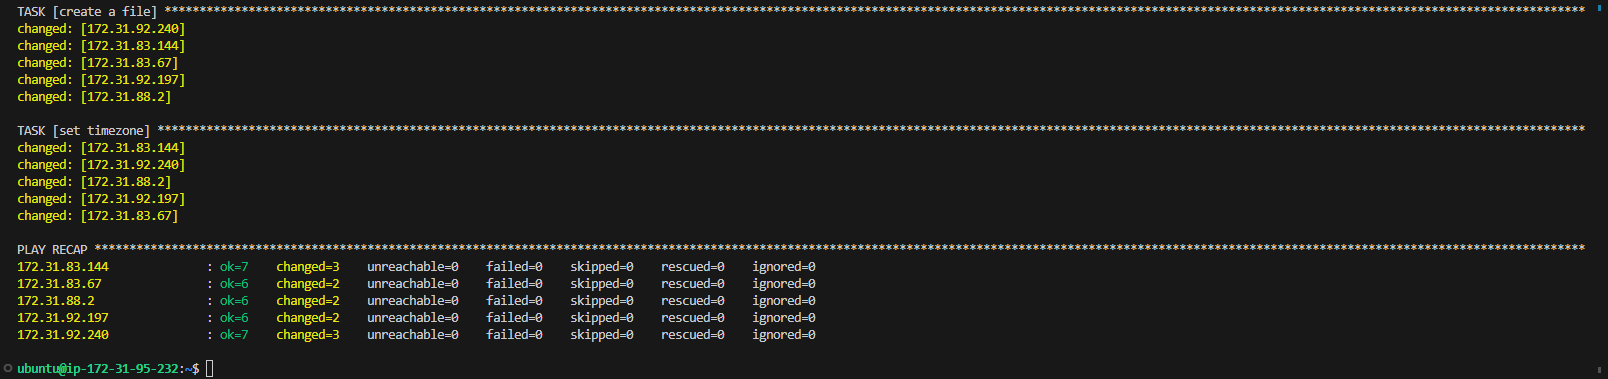 TASK [create a file] ***********************************************************************************************************************************************************************************************************
changed: [172.31.92.240]
changed: [172.31.83.144]
changed: [172.31.83.67]
changed: [172.31.92.197]
changed: [172.31.88.2]
TASK [set timezone] ************************************************************************************************************************************************************************************************************
changed: [172.31.83.144]
changed: [172.31.92.240]
changed: [172.31.88.2]
changed: [172.31.92.197]
changed: [172.31.83.67]
PLAY RECAP *********************************************************************************************************************************************************************************************************************
172.31.83.144              : ok=7    changed=3    unreachable=0    failed=0    skipped=0    rescued=0    ignored=0
172.31.83.67               : ok=6    changed=2    unreachable=0    failed=0    skipped=0    rescued=0    ignored=0
172.31.88.2                : ok=6    changed=2    unreachable=0    failed=0    skipped=0    rescued=0    ignored=0
172.31.92.197              : ok=6    changed=2    unreachable=0    failed=0    skipped=0    rescued=0    ignored=0
172.31.92.240              : ok=7    changed=3    unreachable=0    failed=0    skipped=0    rescued=0    ignored=0
ubuntu@ip-172-31-95-232:~$